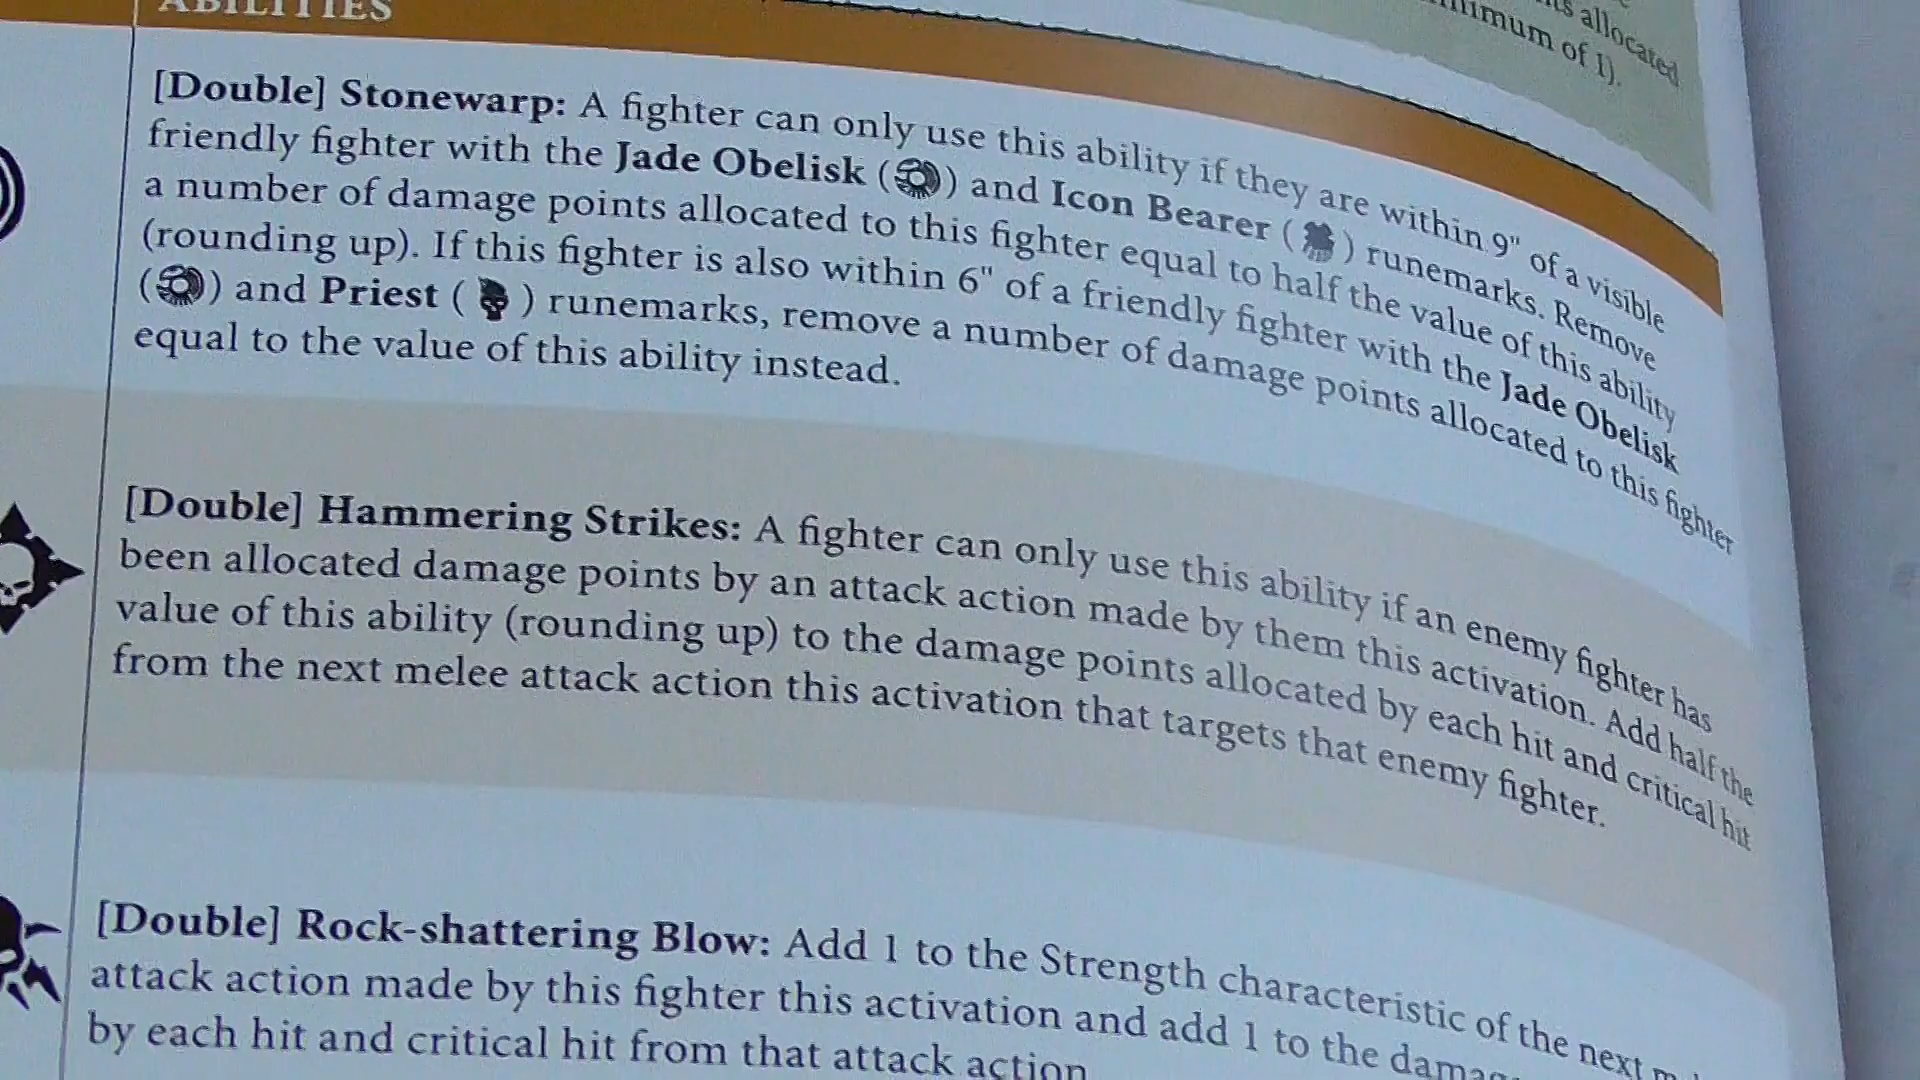 ABILITIES
ts allocated
nimum of 1).
[Double] Stonewarp: A fighter can only use this ability if they are within 9" of a visible
friendly fighter with the Jade Obelisk ( ) and Icon Bearer ( ) runemarks. Remove
a number of damage points allocated to this fighter equal to half the value of this ability
(rounding up). If this fighter is also within 6" of a friendly fighter with the Jade Obelisk
( ) and Priest ( ) runemarks, remove a number of damage points allocated to this fighter
equal to the value of this ability instead.
[Double] Hammering Strikes: A fighter can only use this ability if an enemy fighter has
been allocated damage points by an attack action made by them this activation. Add half the
value of this ability (rounding up) to the damage points allocated by each hit and critical hit
from the next melee attack action this activation that targets that enemy fighter.
[Double] Rock-shattering Blow: Add 1 to the Strength characteristic of the next
attack action made by this fighter this activation and add 1 to the
by each hit and critical hit from that attack action